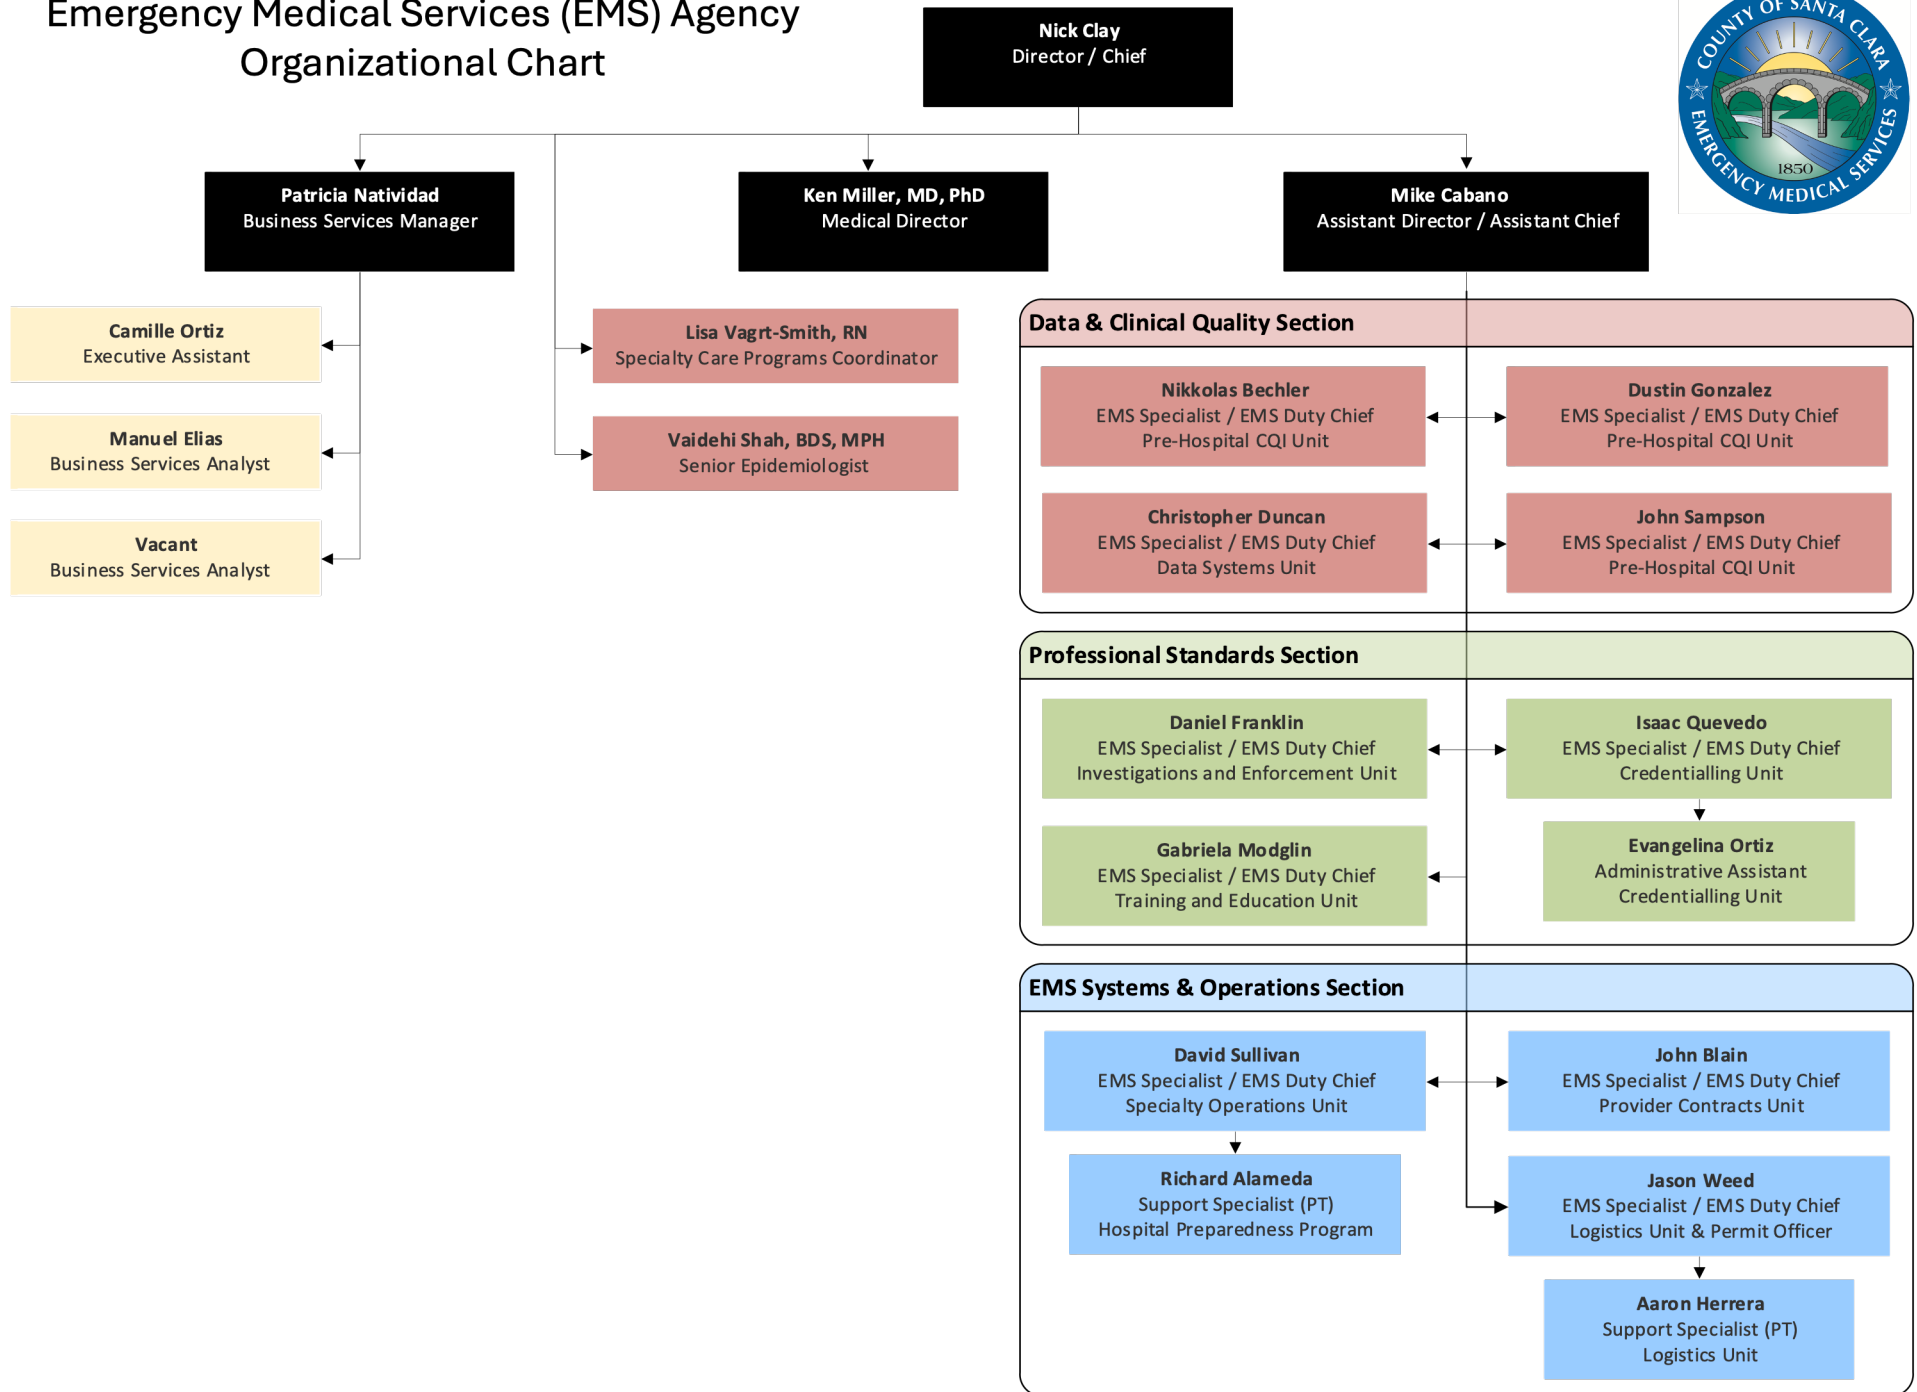 Emergency Medical Services (EMS) Agency
Organizational Chart
Nick Clay
Director / Chief
COUNTY OF SANTA CLARA
EMERGENCY MEDICAL SERVICES
1850
Patricia Natividad
Business Services Manager
Ken Miller, MD, PhD
Medical Director
Mike Cabano
Assistant Director / Assistant Chief
Camille Ortiz
Executive Assistant
Manuel Elias
Business Services Analyst
Vacant
Business Services Analyst
Lisa Vagrt-Smith, RN
Specialty Care Programs Coordinator
Vaidehi Shah, BDS, MPH
Senior Epidemiologist
Data & Clinical Quality Section
Nikkolas Bechler
EMS Specialist / EMS Duty Chief
Pre-Hospital CQI Unit
Dustin Gonzalez
EMS Specialist / EMS Duty Chief
Pre-Hospital CQI Unit
Christopher Duncan
EMS Specialist / EMS Duty Chief
Data Systems Unit
John Sampson
EMS Specialist / EMS Duty Chief
Pre-Hospital CQI Unit
Professional Standards Section
Daniel Franklin
EMS Specialist / EMS Duty Chief
Investigations and Enforcement Unit
Isaac Quevedo
EMS Specialist / EMS Duty Chief
Credentialling Unit
Gabriela Modglin
EMS Specialist / EMS Duty Chief
Training and Education Unit
Evangelina Ortiz
Administrative Assistant
Credentialling Unit
EMS Systems & Operations Section
David Sullivan
EMS Specialist / EMS Duty Chief
Specialty Operations Unit
John Blain
EMS Specialist / EMS Duty Chief
Provider Contracts Unit
Richard Alameda
Support Specialist (PT)
Hospital Preparedness Program
Jason Weed
EMS Specialist / EMS Duty Chief
Logistics Unit & Permit Officer
Aaron Herrera
Support Specialist (PT)
Logistics Unit